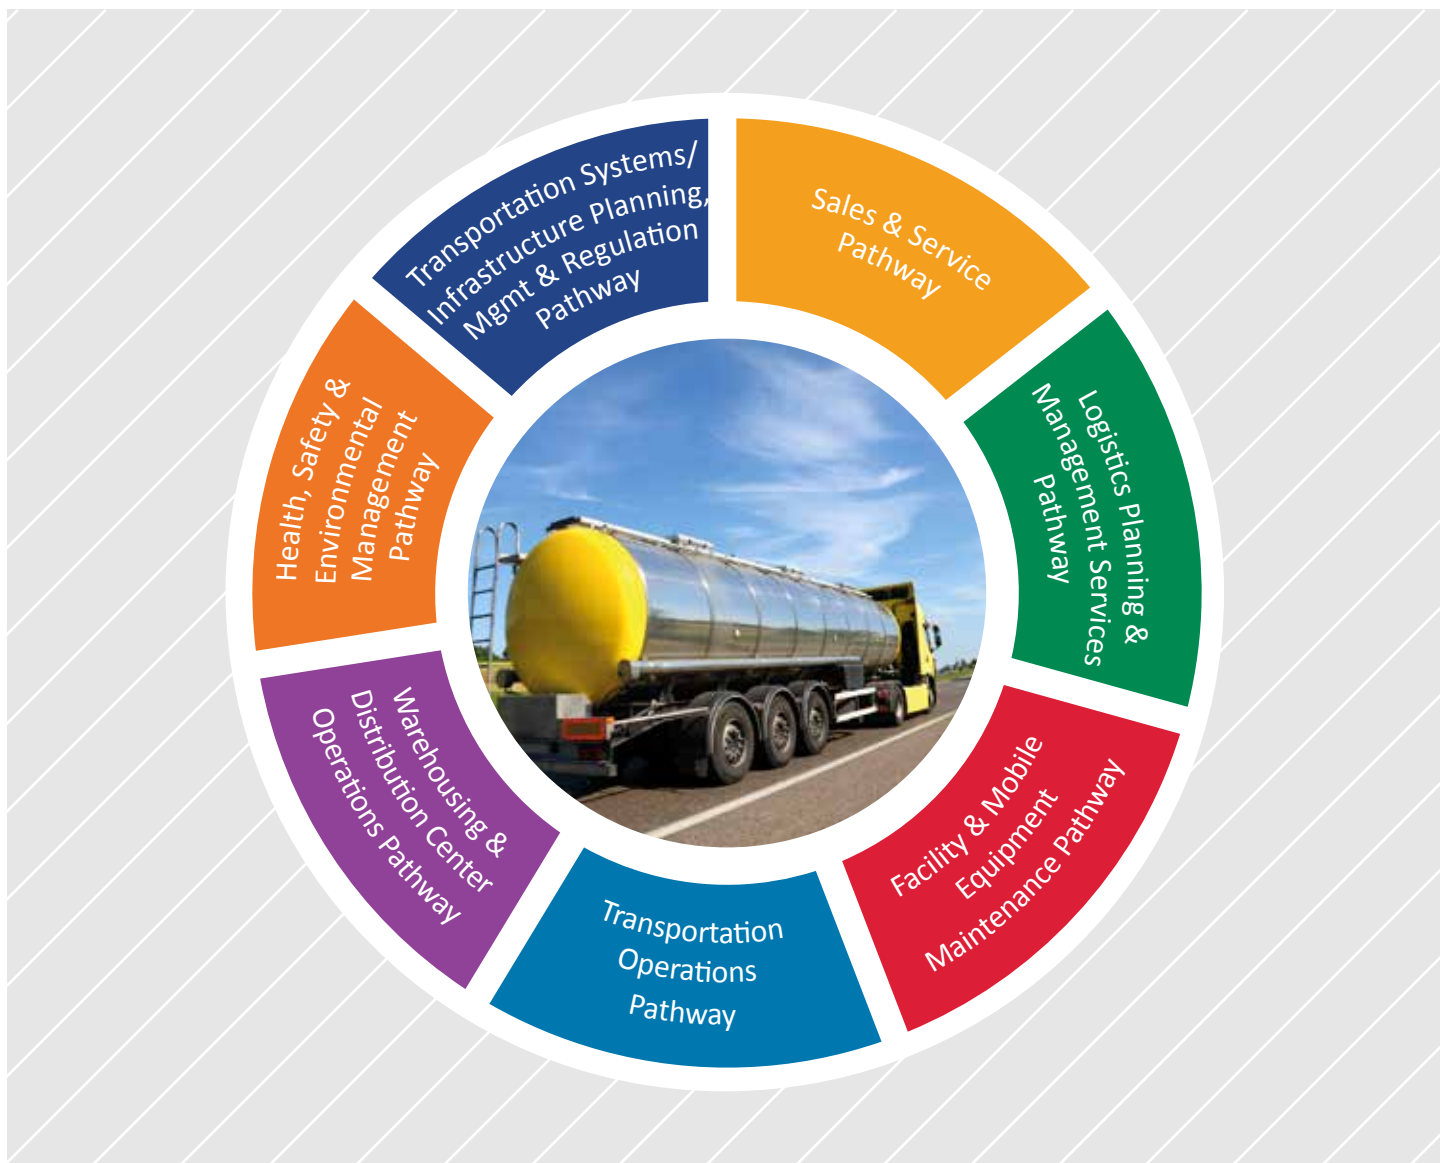 Transportation Systems/
Infrastructure Planning,
Mgmt & Regulation
Pathway
Sales & Service
Pathway
Logistics Planning &
Management Services
Pathway
Facility & Mobile
Equipment
Maintenance Pathway
Transportation
Operations
Pathway
Warehousing &
Distribution Center
Operations Pathway
Health, Safety &
Environmental
Management
Pathway